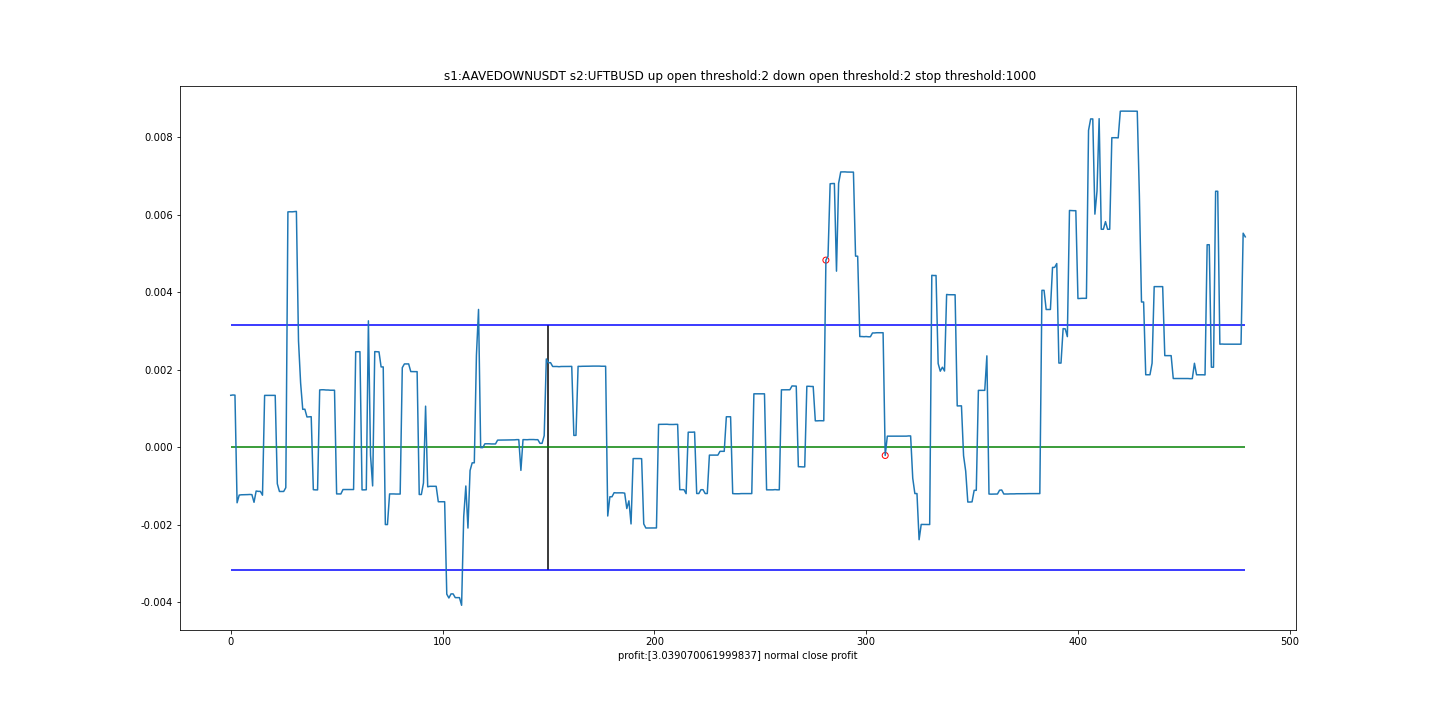 s1:AAVEDOWNUSDT s2:UFTBUSD up open threshold:2 down open threshold:2 stop threshold:1000
0.008
0.006
0.004
0.002
0.000
-0.002
-0.004
0 100 200 300 400 500
profit:[3.039070061999837] normal close profit